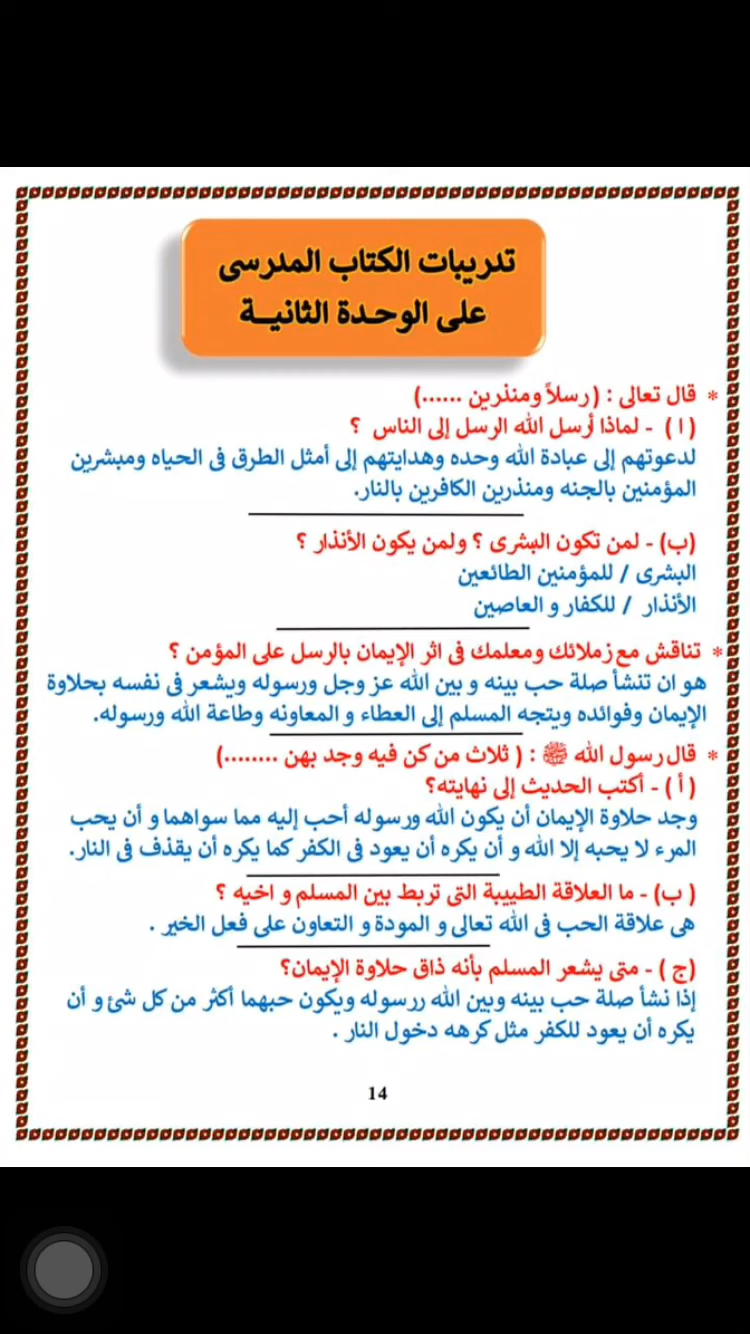 تدريبات الكتاب المدرسى
على الوحدة الثانية
* قال تعالى : (رسلاً ومنذرين ......)
(ا) - لماذا أرسل الله الرسل إلى الناس ؟
لدعوتهم إلى عبادة الله وحده وهدايتهم إلى أمثل الطرق فى الحياه ومبشرين
المؤمنين بالجنه ومنذرين الكافرين بالنار.
(ب) - لمن تكون البشرى ؟ ولمن يكون الأنذار ؟
البشرى / للمؤمنين الطائعين
الأنذار / للكفار و العاصين
* تناقش مع زملائك ومعلمك فى اثر الإيمان بالرسل على المؤمن ؟
هو ان تنشأ صلة حب بينه و بين الله عز وجل ورسوله ويشعر فى نفسه بحلاوة
الإيمان وفوائده ويتجه المسلم إلى العطاء و المعاونه وطاعة الله ورسوله.
* قال رسول الله ﷺ : ( ثلاث من كن فيه وجد بهن ........)
( أ ) - أكتب الحديث إلى نهايته؟
وجد حلاوة الإيمان أن يكون الله ورسوله أحب إليه مما سواهما و أن يحب
المرء لا يحبه إلا الله و أن يكره أن يعود فى الكفر كما يكره أن يقذف فى النار.
( ب) - ما العلاقة الطيبية التى تربط بين المسلم و اخيه ؟
هى علاقة الحب فى الله تعالى و المودة و التعاون على فعل الخير .
(ج ) - متى يشعر المسلم بأنه ذاق حلاوة الإيمان؟
إذا نشأ صلة حب بينه وبين الله ررسوله ويكون حبهما أكثر من كل شئ و أن
يكره أن يعود للكفر مثل كرهه دخول النار .
14